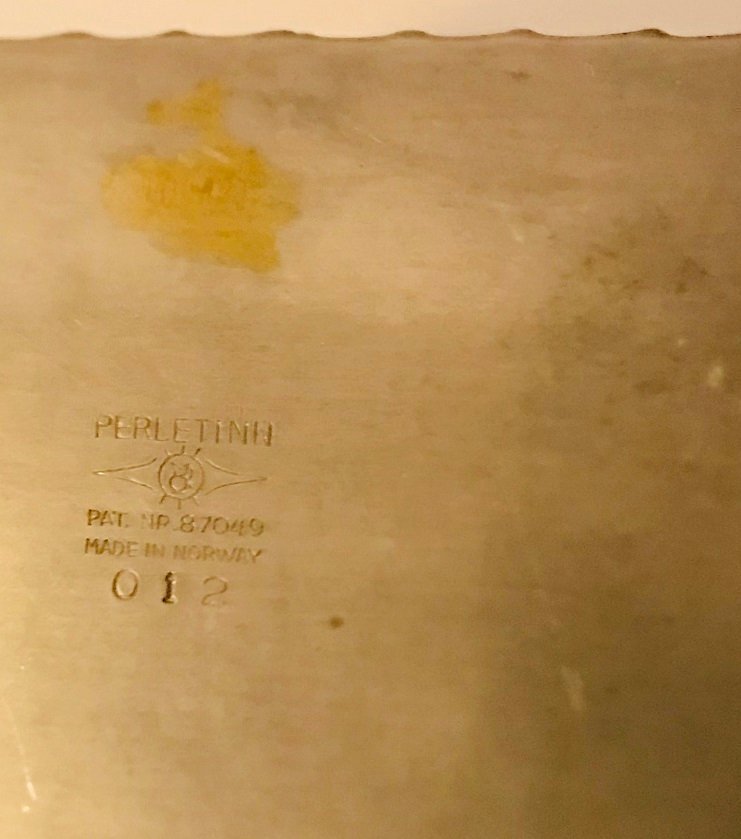 PERLETINN
PAT. NR. 87049
MADE IN NORWAY
012